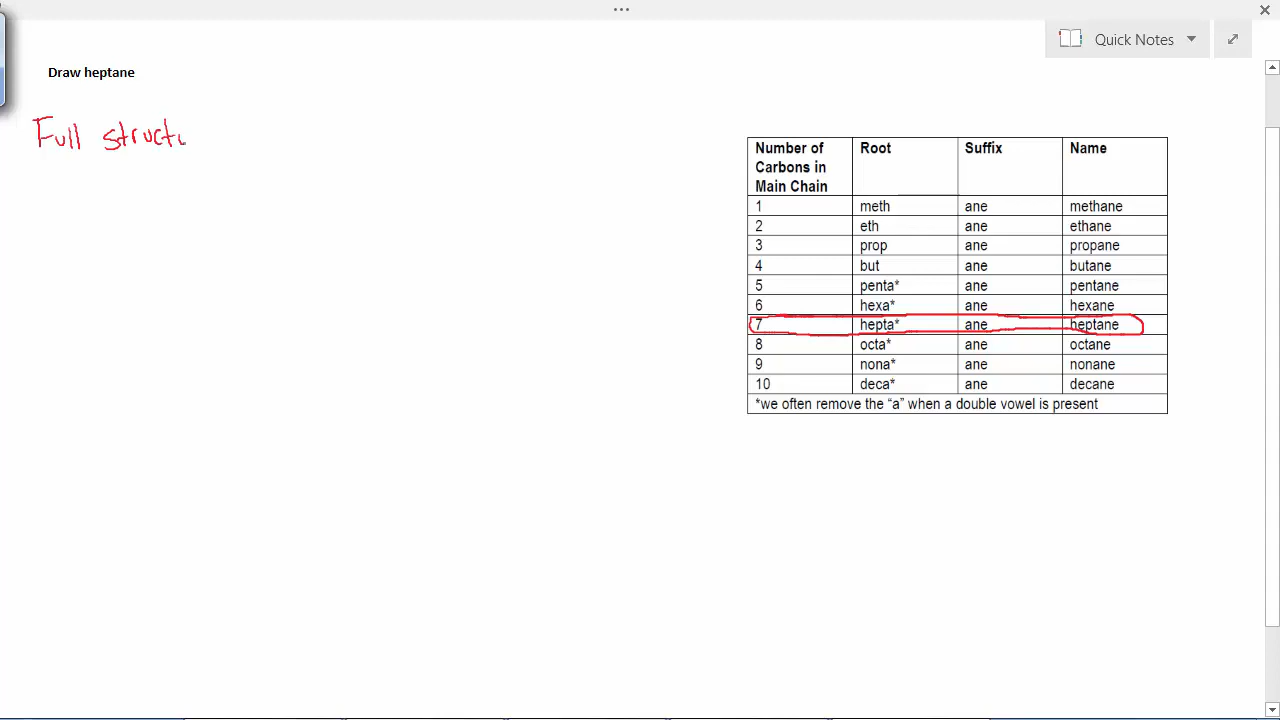 Quick Notes
Draw heptane
Full struct
Number of Carbons in Main Chain Root Suffix Name
1 meth ane methane
2 eth ane ethane
3 prop ane propane
4 but ane butane
5 penta* ane pentane
6 hexa* ane hexane
7 hepta* ane heptane
8 octa* ane octane
9 nona* ane nonane
10 deca* ane decane
*we often remove the “a” when a double vowel is present